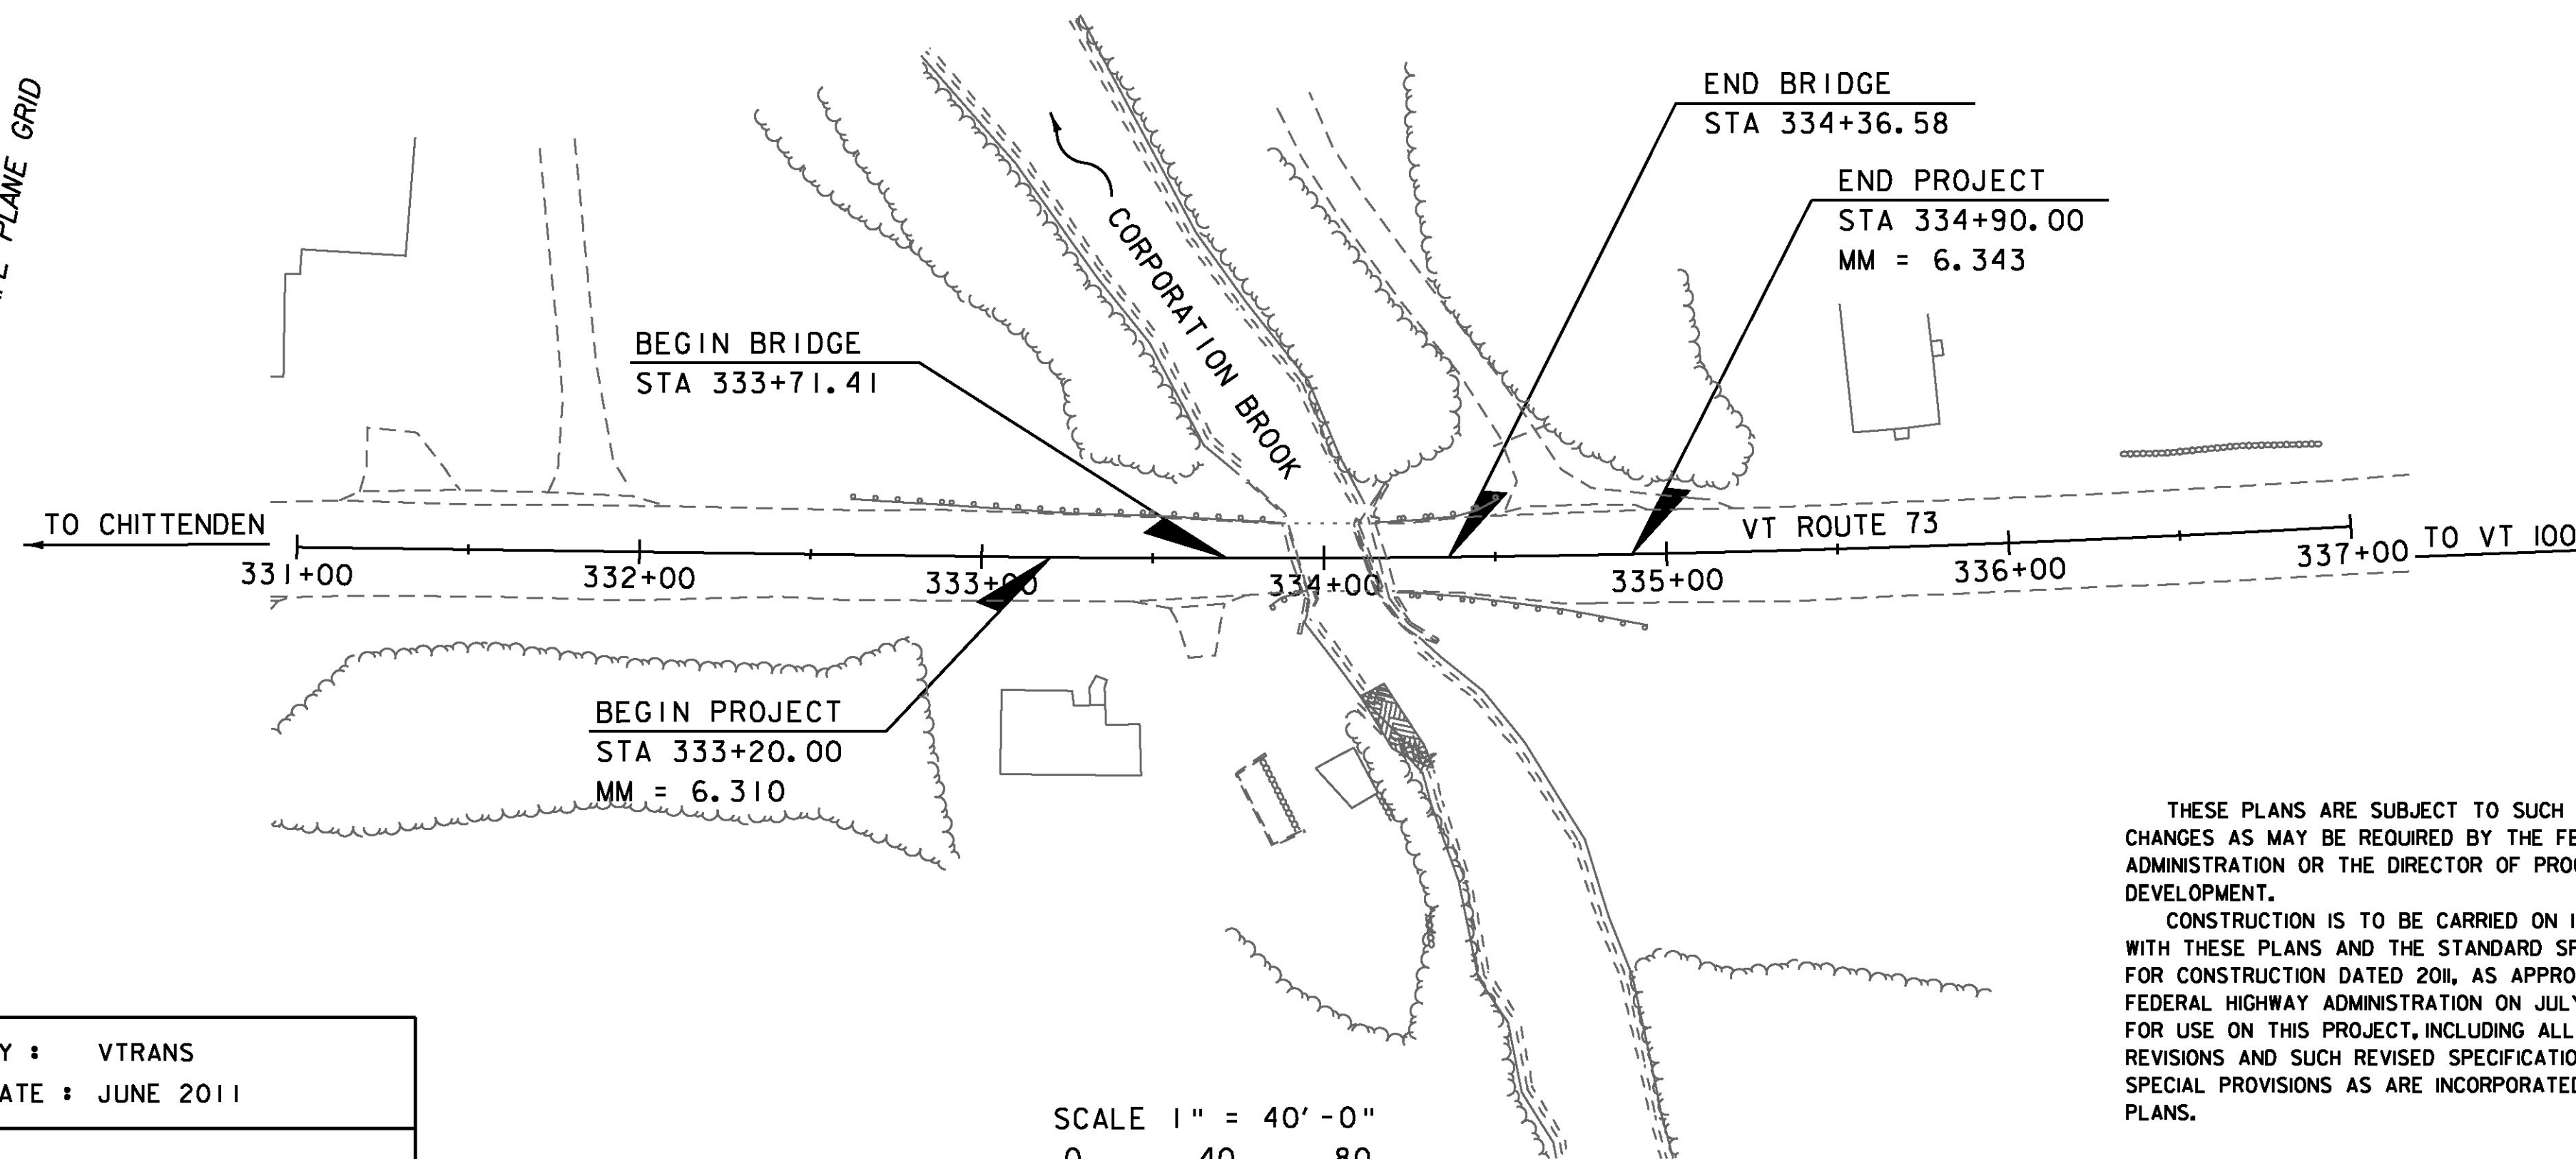 PLANE GRID
END BRIDGE
STA 334+36.58
END PROJECT
STA 334+90.00
MM = 6.343
CORPORATION BROOK
BEGIN BRIDGE
STA 333+71.41
TO CHITTENDEN
VT ROUTE 73
TO VT 100
331+00
332+00
333+00
334+00
335+00
336+00
337+00
BEGIN PROJECT
STA 333+20.00
MM = 6.310
THESE PLANS ARE SUBJECT TO SUCH
CHANGES AS MAY BE REQUIRED BY THE
ADMINISTRATION OR THE DIRECTOR OF
DEVELOPMENT.
CONSTRUCTION IS TO BE CARRIED ON
WITH THESE PLANS AND THE STANDARD
FOR CONSTRUCTION DATED 2011, AS
FEDERAL HIGHWAY ADMINISTRATION ON JULY
FOR USE ON THIS PROJECT, INCLUDING ALL
REVISIONS AND SUCH REVISED
SPECIAL PROVISIONS AS ARE INCORPORATED
PLANS.
Y : VTRANS
ATE : JUNE 2011
SCALE 1" = 40'-0"
0 40 80